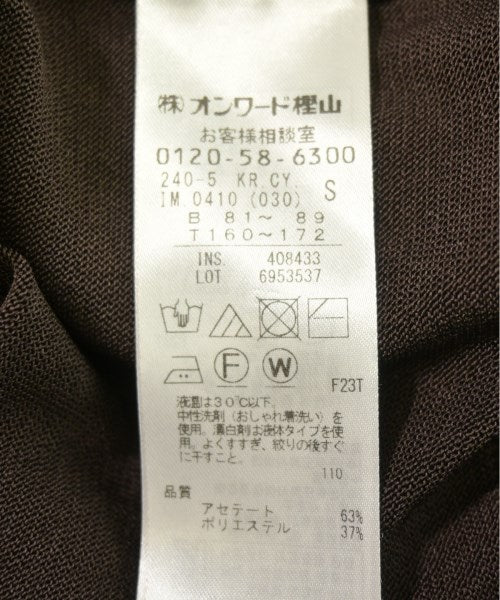 (株) オンワード樫山
お客様相談室
0120-58-6300
240-5 KR.CY. S
IM.0410 (030)
B 81～ 89
T160～172
INS. 408433
LOT 6953537
F W
F23T
液温は30℃以下、
中性洗剤（おしゃれ着洗い）を
使用。漂白剤は液体タイプを使
用。よくすすぎ、絞りの後すぐ
に干すこと。
110
品質
アセテート 63%
ポリエステル 37%